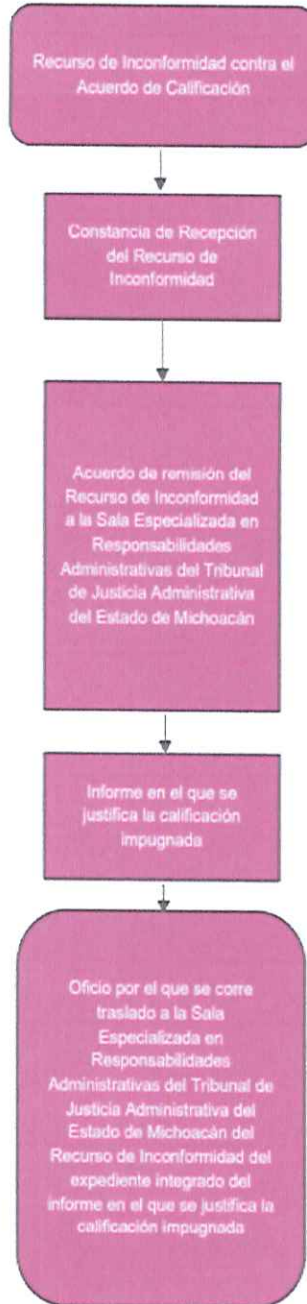 Recurso de Inconformidad contra el
Acuerdo de Calificación
Constancia de Recepción
del Recurso de
Inconformidad
Acuerdo de remisión del
Recurso de Inconformidad
a la Sala Especializada en
Responsabilidades
Administrativas del Tribunal
de Justicia Administrativa
del Estado de Michoacán
Informe en el que se
justifica la calificación
impugnada
Oficio por el que se corre
traslado a la Sala
Especializada en
Responsabilidades
Administrativas del Tribunal de
Justicia Administrativa del
Estado de Michoacán del
Recurso de Inconformidad del
expediente integrado del
informe en el que se justifica la
calificación impugnada